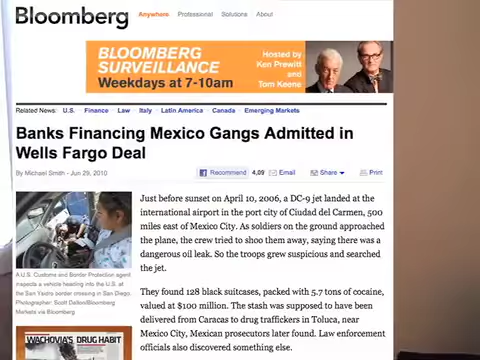 Bloomberg
Anywhere Professional Solutions About
BLOOMBERG
SURVEILLANCE
Weekdays at 7-10am
Hosted by
Ken Prewitt
and
Tom Keene
Related News: U.S. · Finance · Law · Italy · Latin America · Canada · Emerging Markets
Banks Financing Mexico Gangs Admitted in
Wells Fargo Deal
By Michael Smith - Jun 29, 2010
Recommend 4,09 Email Share Print
Just before sunset on April 10, 2006, a DC-9 jet landed at the
international airport in the port city of Ciudad del Carmen, 500
miles east of Mexico City. As soldiers on the ground approached
the plane, the crew tried to shoo them away, saying there was a
dangerous oil leak. So the troops grew suspicious and searched
the jet.
They found 128 black suitcases, packed with 5.7 tons of cocaine,
valued at $100 million. The stash was supposed to have been
delivered from Caracas to drug traffickers in Toluca, near
Mexico City, Mexican prosecutors later found. Law enforcement
officials also discovered something else.
A U.S. Customs and Border Protection agent
inspects a vehicle heading into the U.S. at
the San Ysidro border crossing in San Diego.
Photographer: Scott Dalton/Bloomberg
Markets via Bloomberg
WACHOVIA'S DRUG HABIT